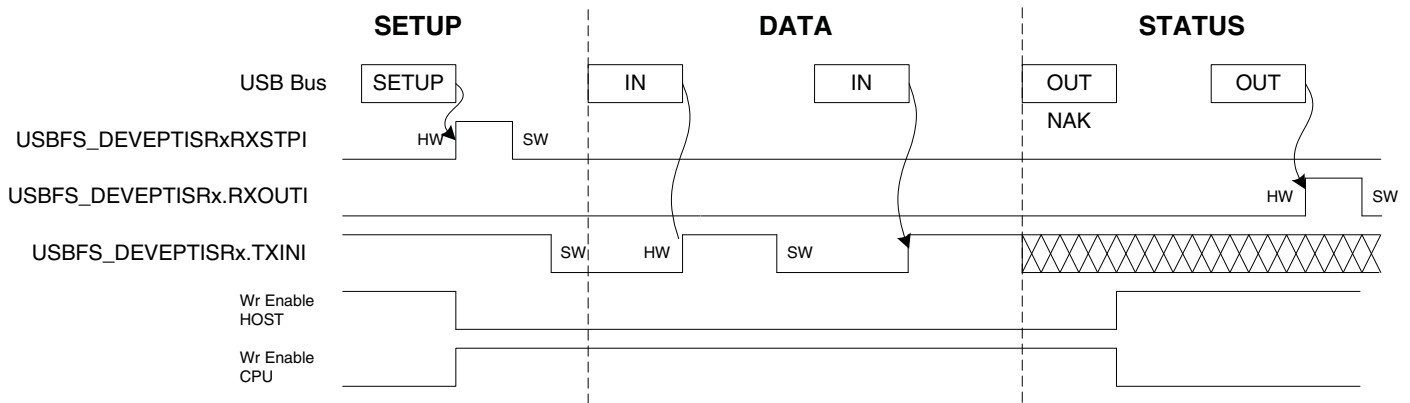 SETUP DATA STATUS
USB Bus SETUP IN IN OUT OUT
NAK
USBFS_DEVEPTISRxRXSTPI HW SW
USBFS_DEVEPTISRx.RXOUTI HW SW
USBFS_DEVEPTISRx.TXINI SW HW SW
Wr Enable
HOST
Wr Enable
CPU